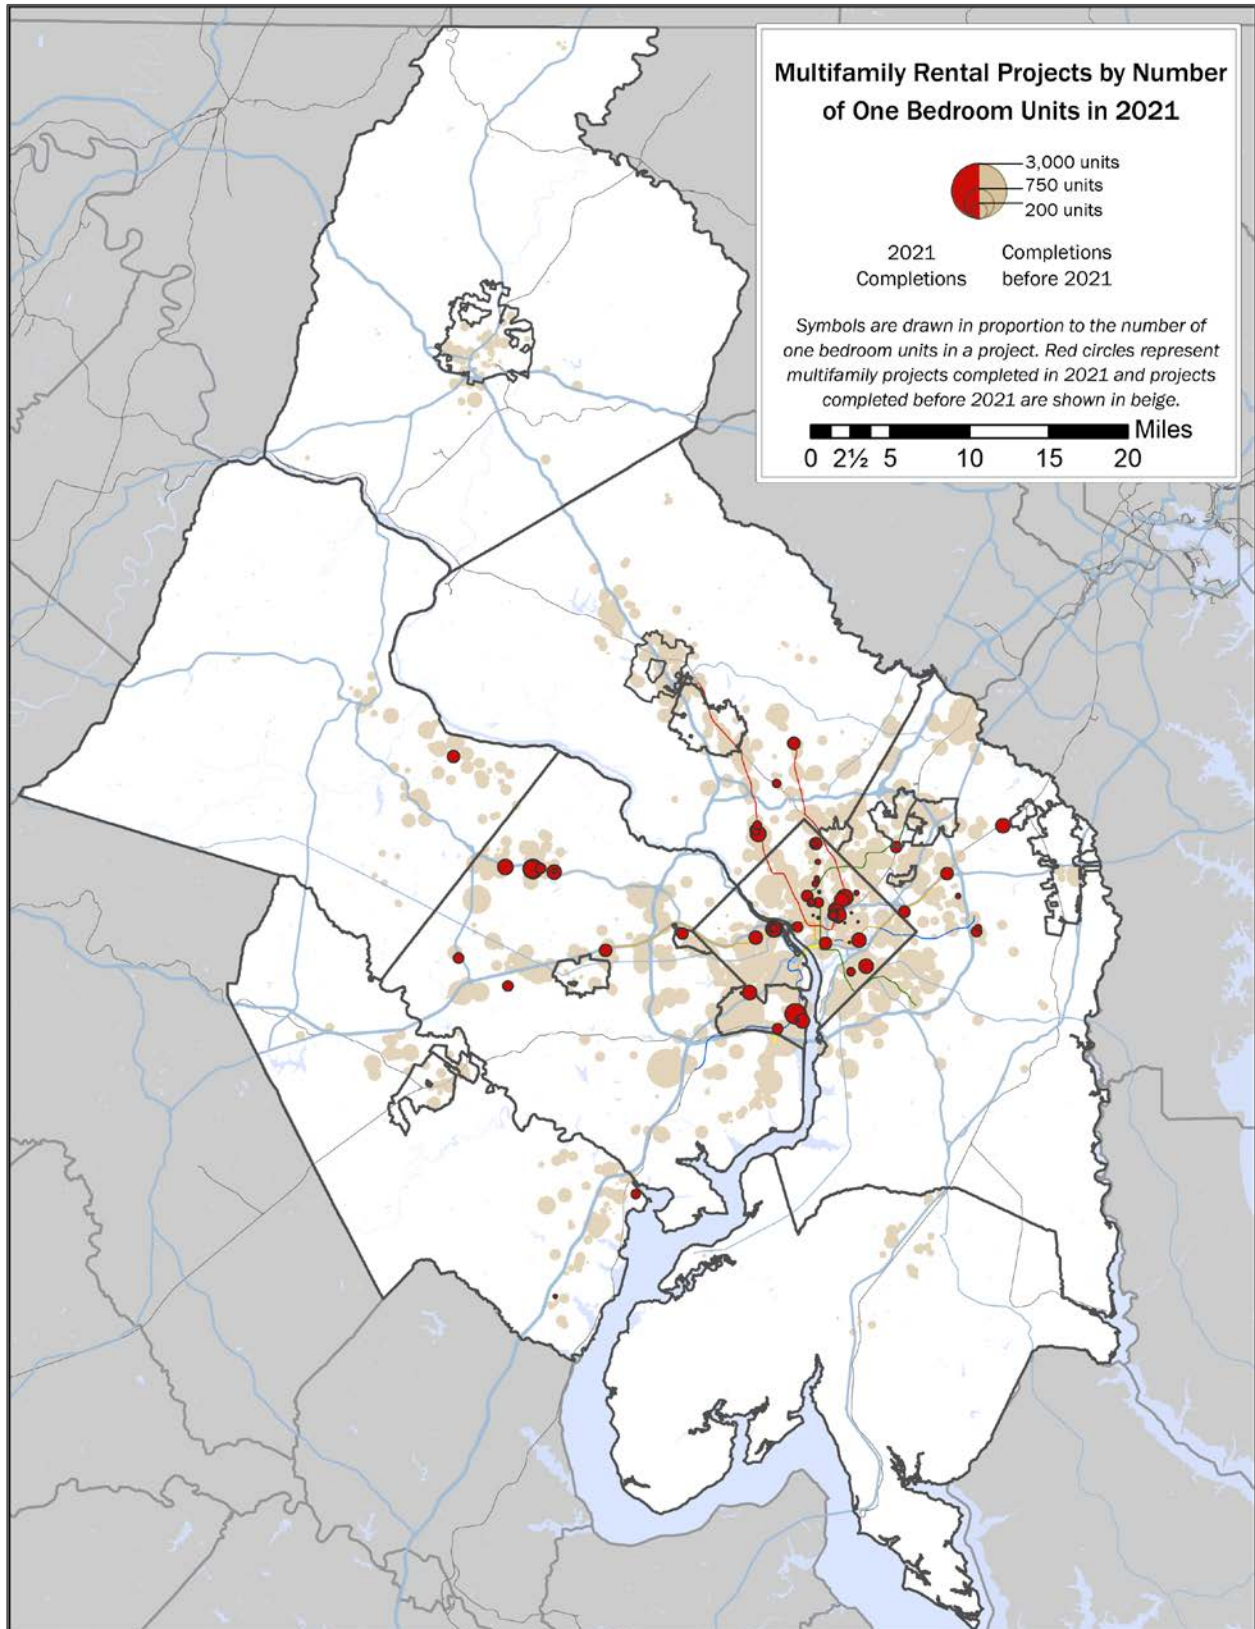 Multifamily Rental Projects by Number
of One Bedroom Units in 2021
3,000 units
750 units
200 units
2021
Completions
Completions
before 2021
Symbols are drawn in proportion to the number of
one bedroom units in a project. Red circles represent
multifamily projects completed in 2021 and projects
completed before 2021 are shown in beige.
Miles
0 2½ 5 10 15 20